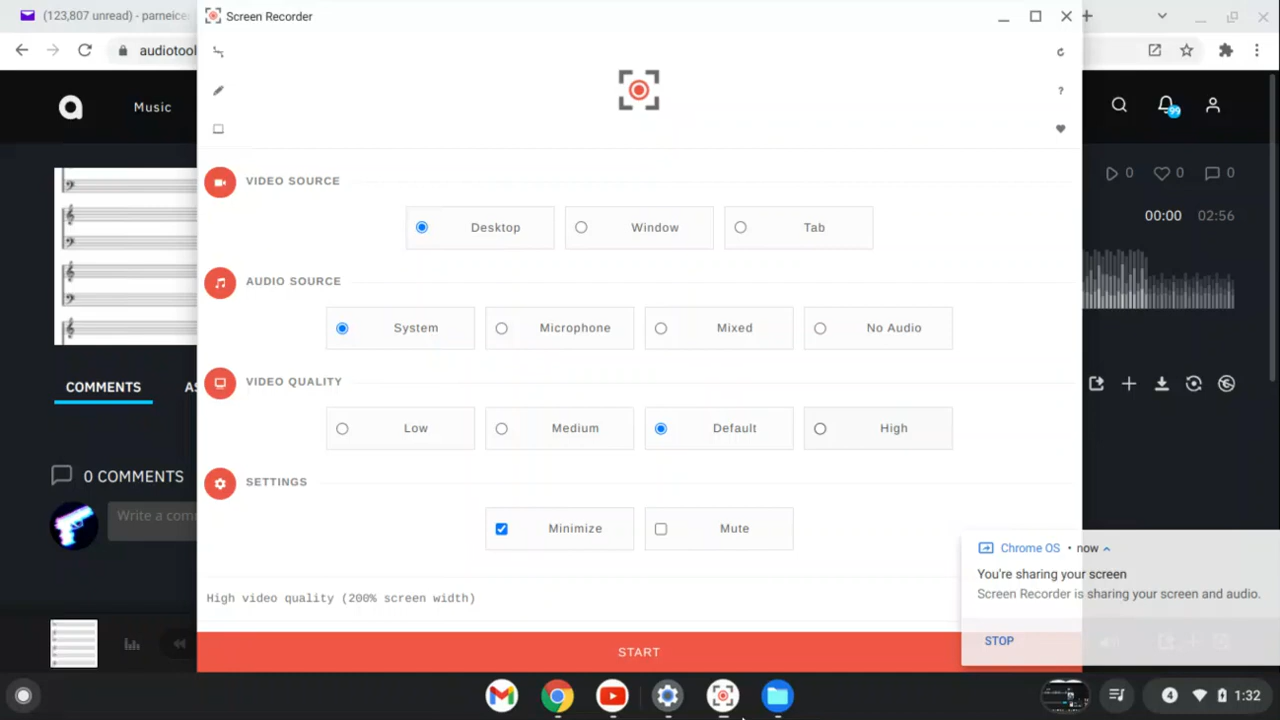 (123,807 unread) - parneice
Screen Recorder
audiotool
Music
99
?
VIDEO SOURCE
0
0
0
00:00
02:56
Desktop
Window
Tab
AUDIO SOURCE
System
Microphone
Mixed
No Audio
VIDEO QUALITY
COMMENTS
Low
Medium
Default
High
0 COMMENTS
SETTINGS
Write a com
Minimize
Mute
Chrome OS • now
You're sharing your screen
Screen Recorder is sharing your screen and audio.
High video quality (200% screen width)
STOP
START
4
1:32